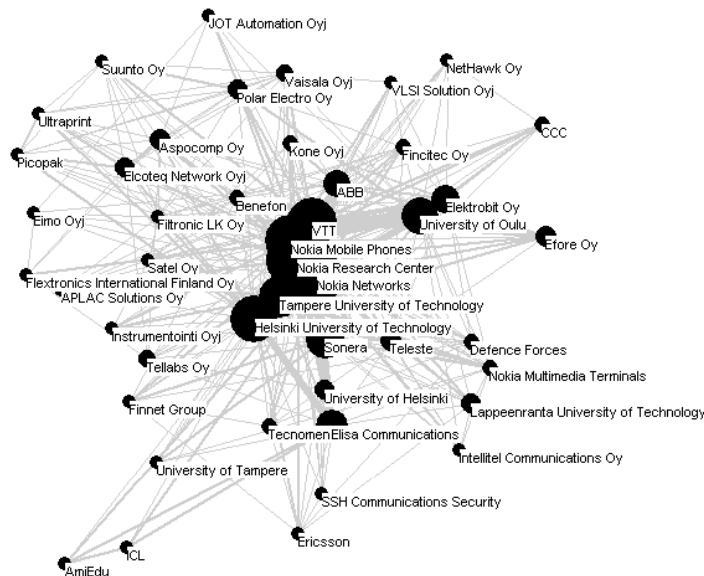 JOT Automation Oyj
Suunto Oy
NetHawk Oy
Vaisala Oyj
VLSI Solution Oyj
Polar Electro Oy
Ultraprint
CCC
Aspocomp Oy
Kone Oyj
Fincitec Oy
Picopak
Elcoteq Network Oyj
ABB
Benefon
Elektrobit Oy
Eimo Oyj
Filtronic LK Oy
VTT
University of Oulu
Efore Oy
Nokia Mobile Phones
Satel Oy
Nokia Research Center
Flextronics International Finland Oy
Nokia Networks
APLAC Solutions Oy
Tampere University of Technology
Instrumentointi Oyj
Helsinki University of Technology
Sonera
Teleste
Defence Forces
Tellabs Oy
Nokia Multimedia Terminals
University of Helsinki
Finnet Group
Lappeenranta University of Technology
Tecnomen
Elisa Communications
Intellitel Communications Oy
University of Tampere
SSH Communications Security
Ericsson
ICL
AmiEdu